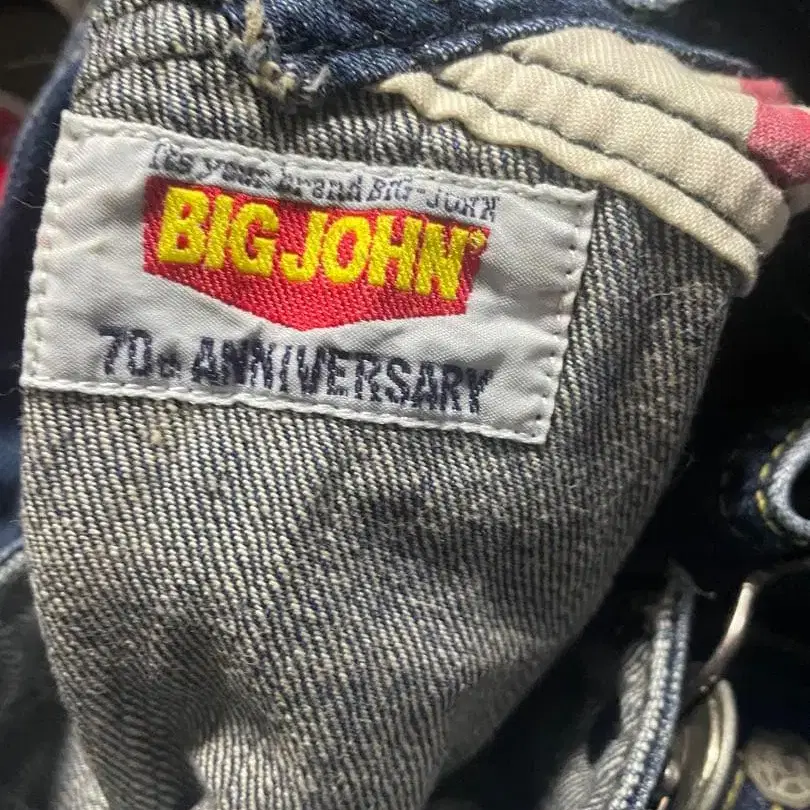 It's your brand BIG-JOHN
BIG JOHN®
70th ANNIVERSARY